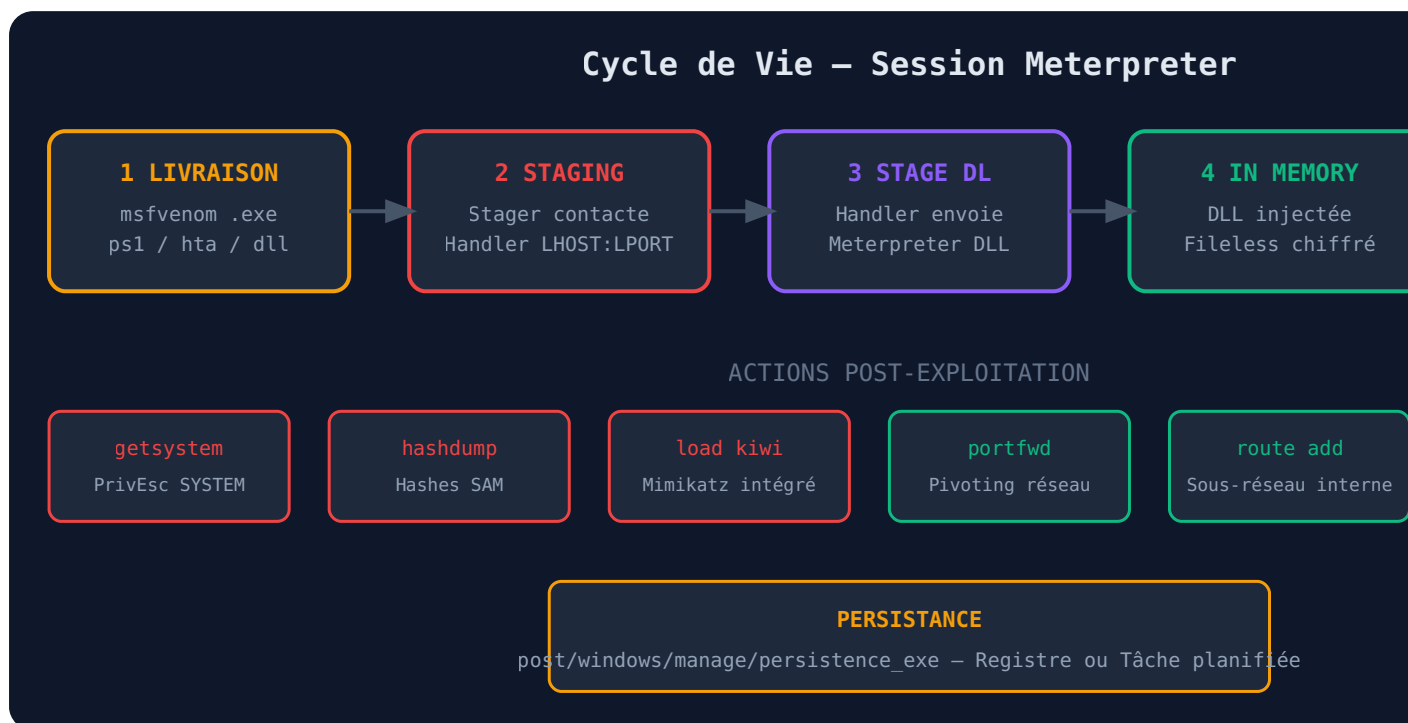 Cycle de Vie — Session Meterpreter
1 LIVRAISON
msfvenom .exe
ps1 / hta / dll
2 STAGING
Stager contacte
Handler LHOST:LPORT
3 STAGE DL
Handler envoie
Meterpreter DLL
4 IN MEMORY
DLL injectée
Fileless chiffré
ACTIONS POST-EXPLOITATION
getsystem
PrivEsc SYSTEM
hashdump
Hashes SAM
load kiwi
Mimikatz intégré
portfwd
Pivoting réseau
route add
Sous-réseau interne
PERSISTANCE
post/windows/manage/persistence_exe — Registre ou Tâche planifiée